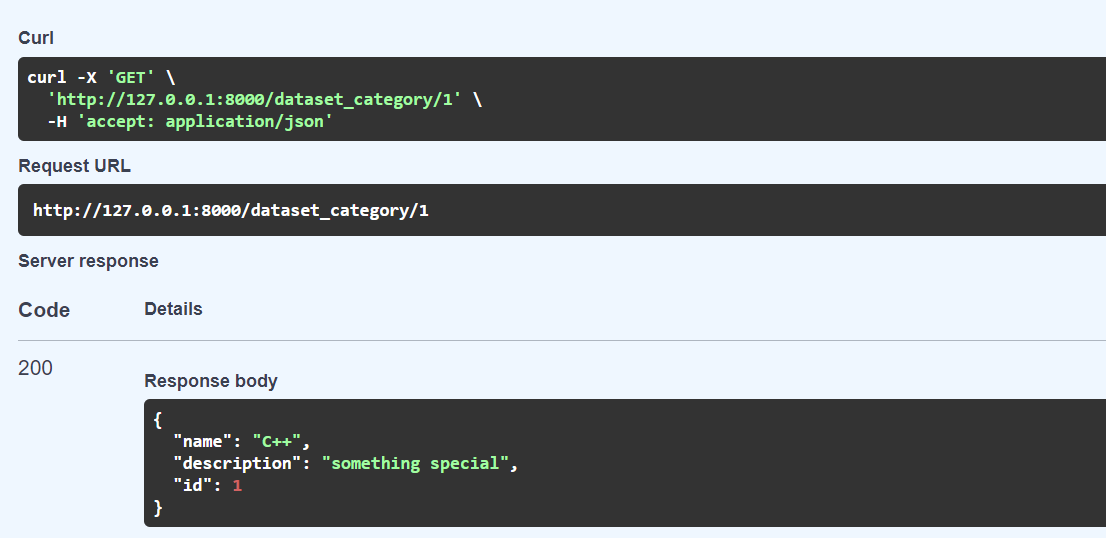 Curl
curl -X 'GET' \
  'http://127.0.0.1:8000/dataset_category/1' \
  -H 'accept: application/json'
Request URL
http://127.0.0.1:8000/dataset_category/1
Server response
Code Details
200
Response body
{
  "name": "C++",
  "description": "something special",
  "id": 1
}